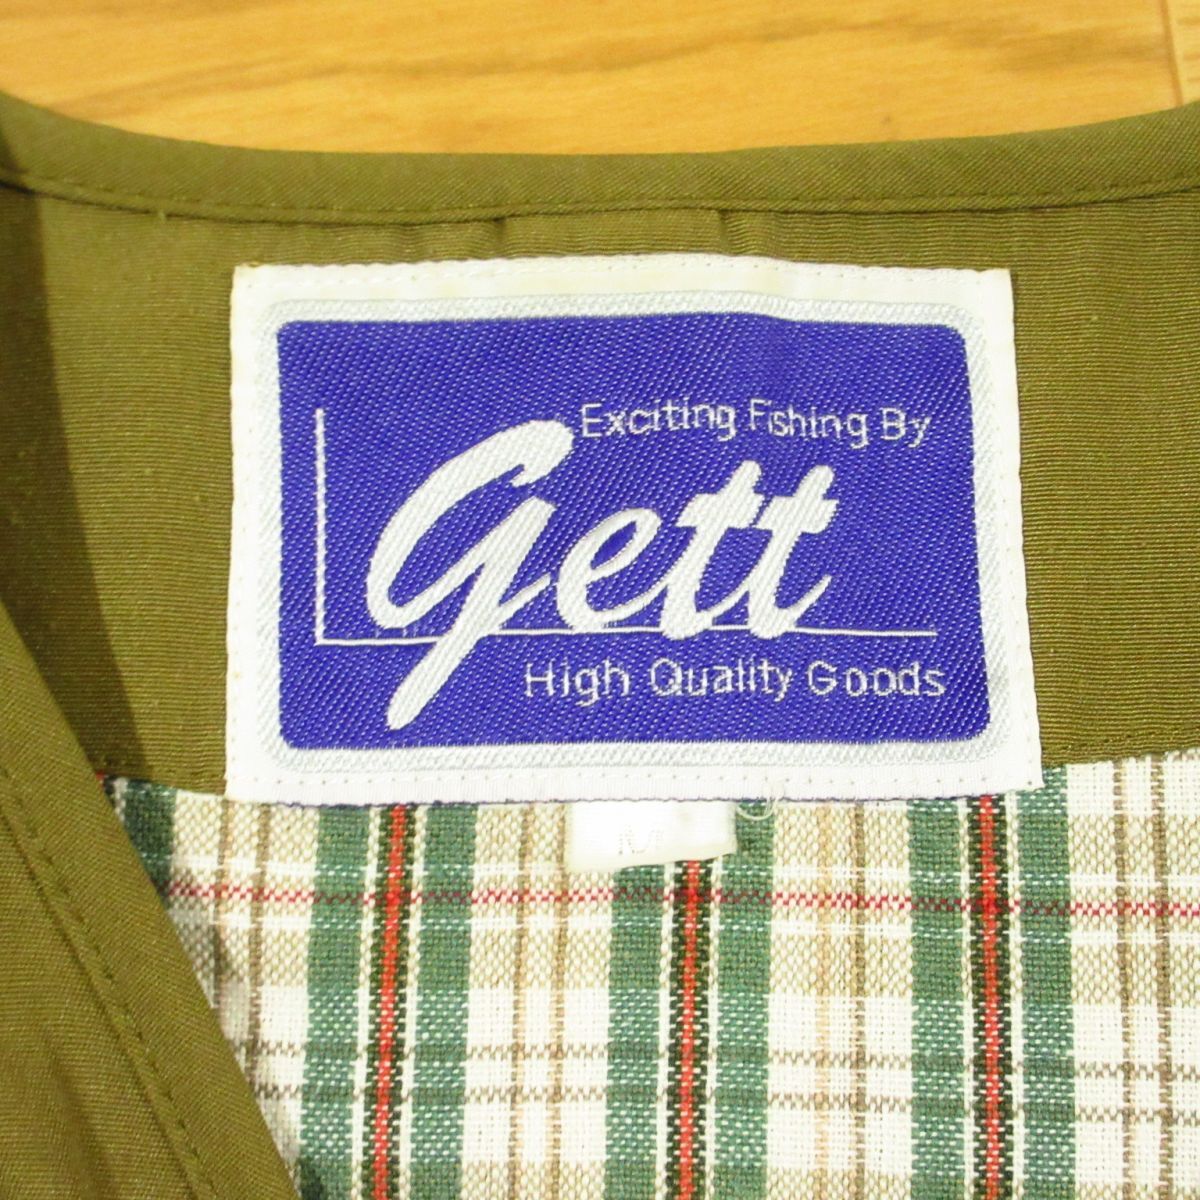 Exciting Fishing By
gett
High Quality Goods
M